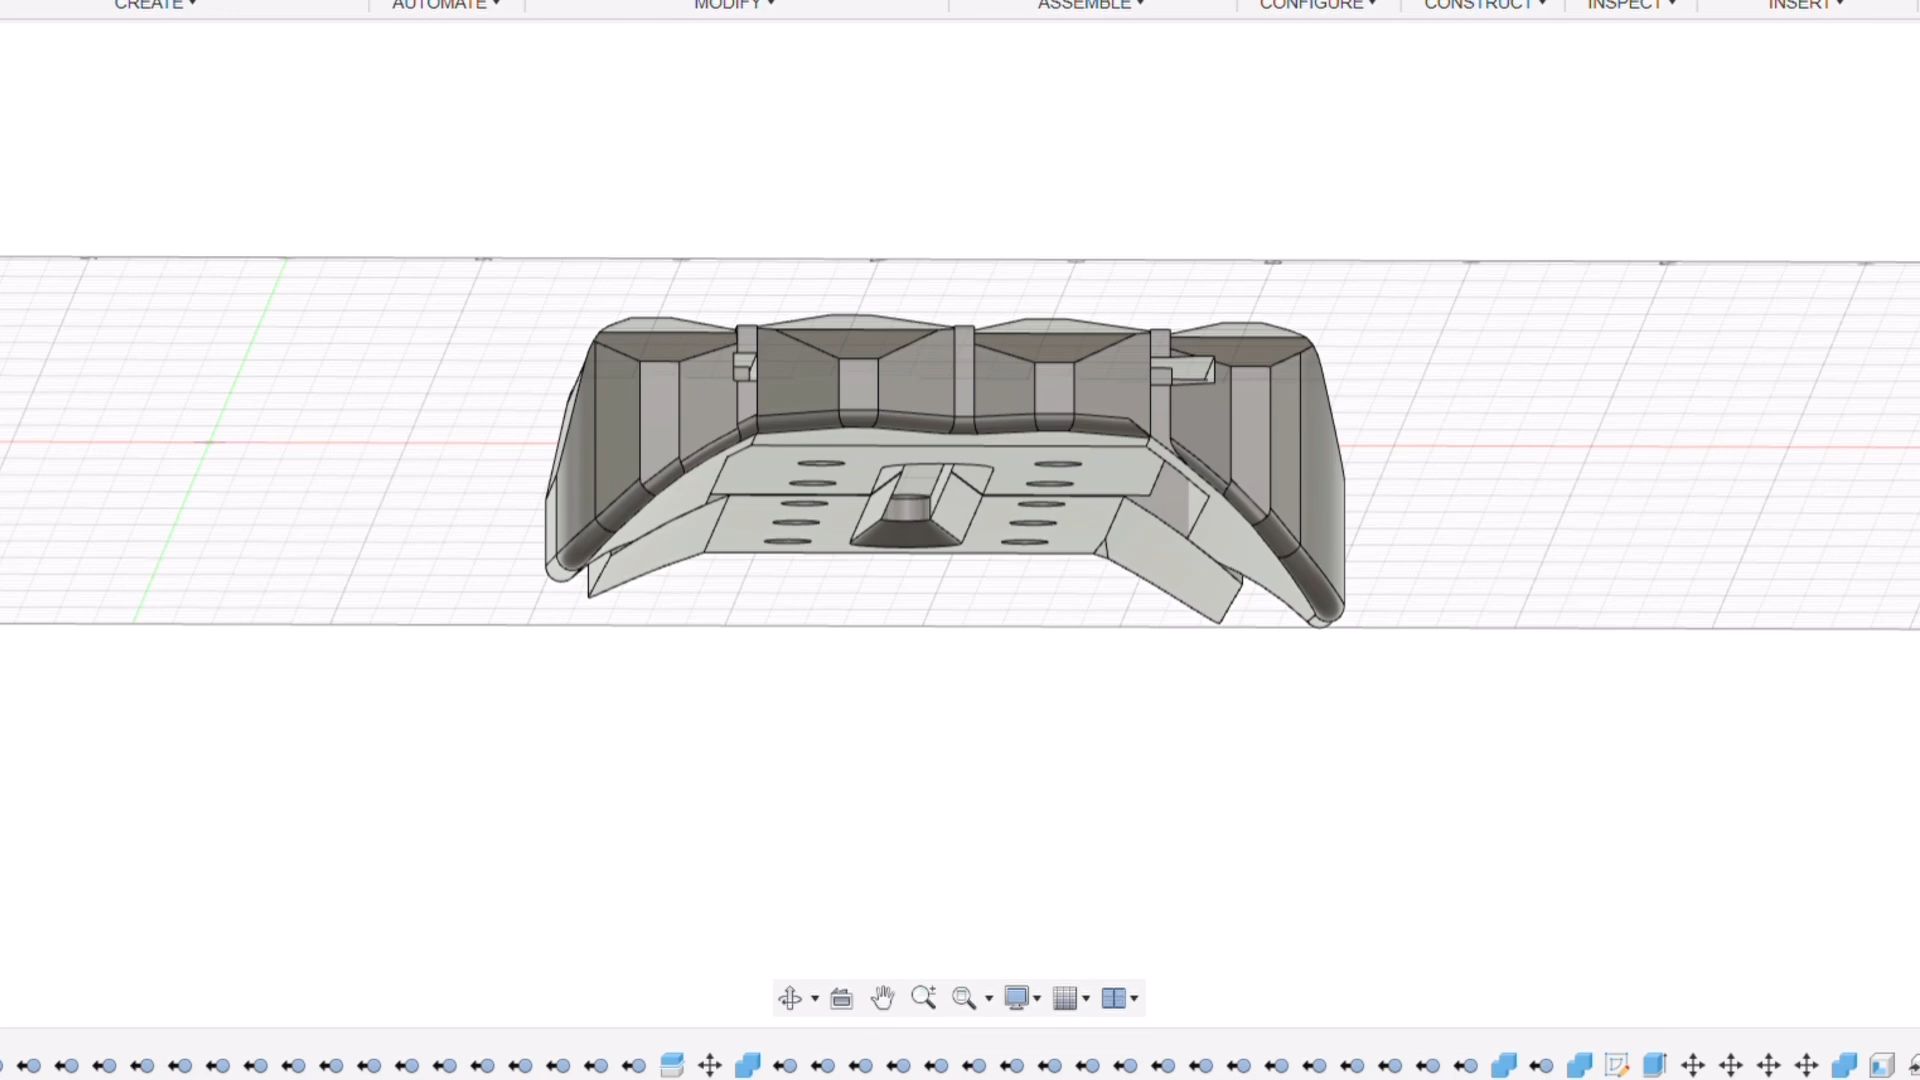 CREATE▾ AUTOMATE▾ MODIFY▾ ASSEMBLE▾ CONFIGURE▾ CONSTRUCT▾ INSPECT▾ INSERT▾